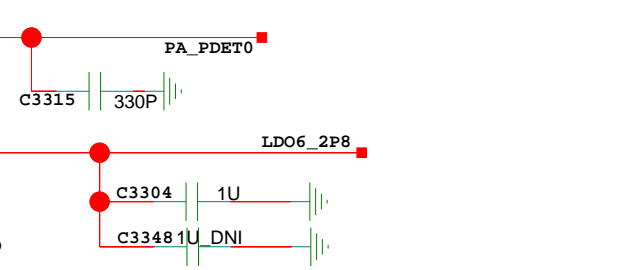 PA_PDET0
C3315 330P
LDO6_2P8
C3304 1U
C3348 1U_DNI